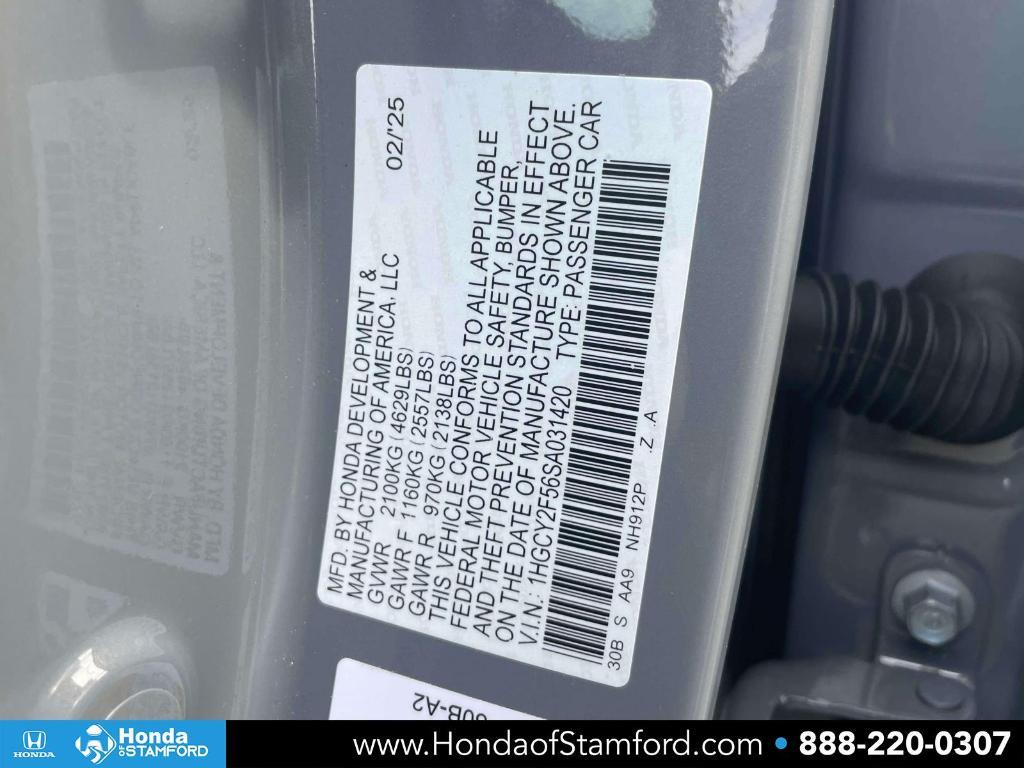 MFD. BY HONDA DEVELOPMENT &
MANUFACTURING OF AMERICA, LLC 02/'25
GVWR 2100KG (4629LBS)
GAWR F 1160KG (2557LBS)
GAWR R 970KG (2138LBS)
THIS VEHICLE CONFORMS TO ALL APPLICABLE
FEDERAL MOTOR VEHICLE SAFETY, BUMPER,
AND THEFT PREVENTION STANDARDS IN EFFECT
ON THE DATE OF MANUFACTURE SHOWN ABOVE.
V.I.N.: 1HGCY2F56SA031420 TYPE: PASSENGER CAR
30B S AA9 NH912P .Z .A
0B-A2
HONDA
Honda
OF STAMFORD
www.HondaofStamford.com • 888-220-0307